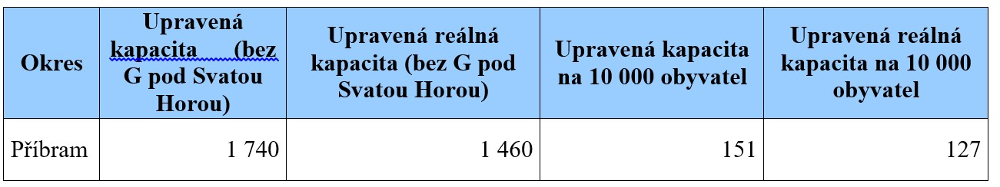 Okres
Upravená
kapacita (bez
G pod Svatou
Horou)
Upravená reálná
kapacita (bez G pod
Svatou Horou)
Upravená kapacita
na 10 000 obyvatel
Upravená reálná
kapacita na 10 000
obyvatel
Příbram
1 740
1 460
151
127